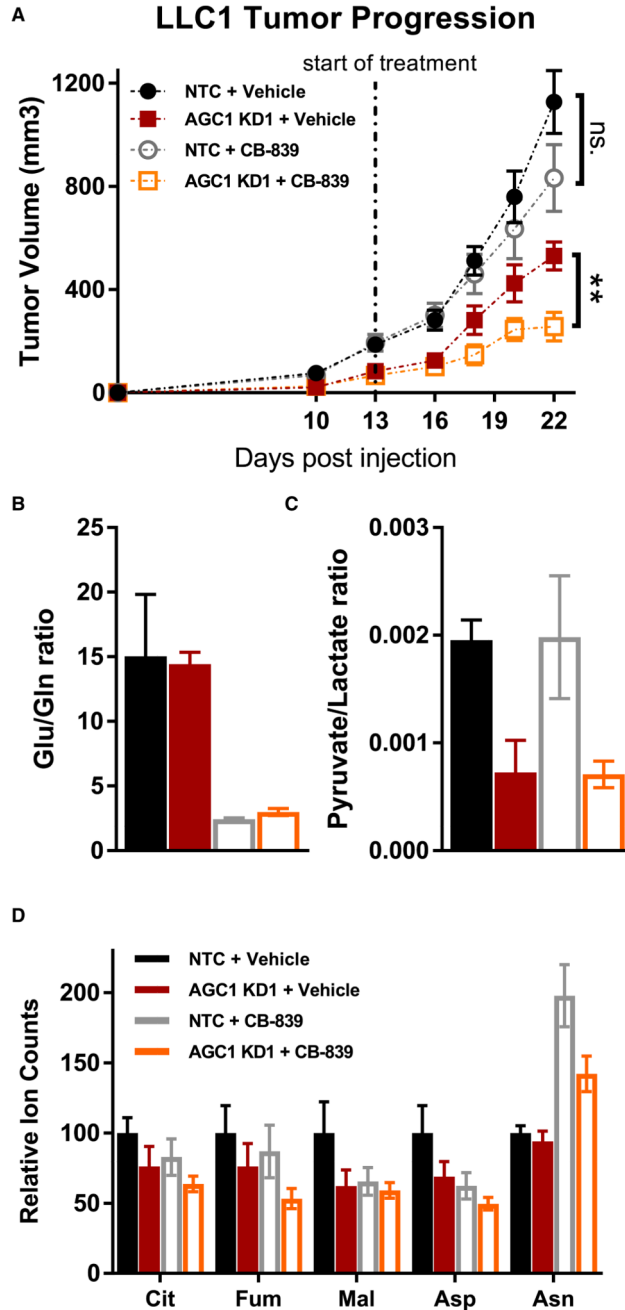 A
LLC1 Tumor Progression
start of treatment
NTC + Vehicle
AGC1 KD1 + Vehicle
NTC + CB-839
AGC1 KD1 + CB-839
Tumor Volume (mm3)
1200
800
400
0
10 13 16 19 22
Days post injection
ns.
**
B
Glu/Gln ratio
25
20
15
10
5
0
C
Pyruvate/Lactate ratio
0.003
0.002
0.001
0.000
D
NTC + Vehicle
AGC1 KD1 + Vehicle
NTC + CB-839
AGC1 KD1 + CB-839
Relative Ion Counts
200
150
100
50
0
Cit Fum Mal Asp Asn